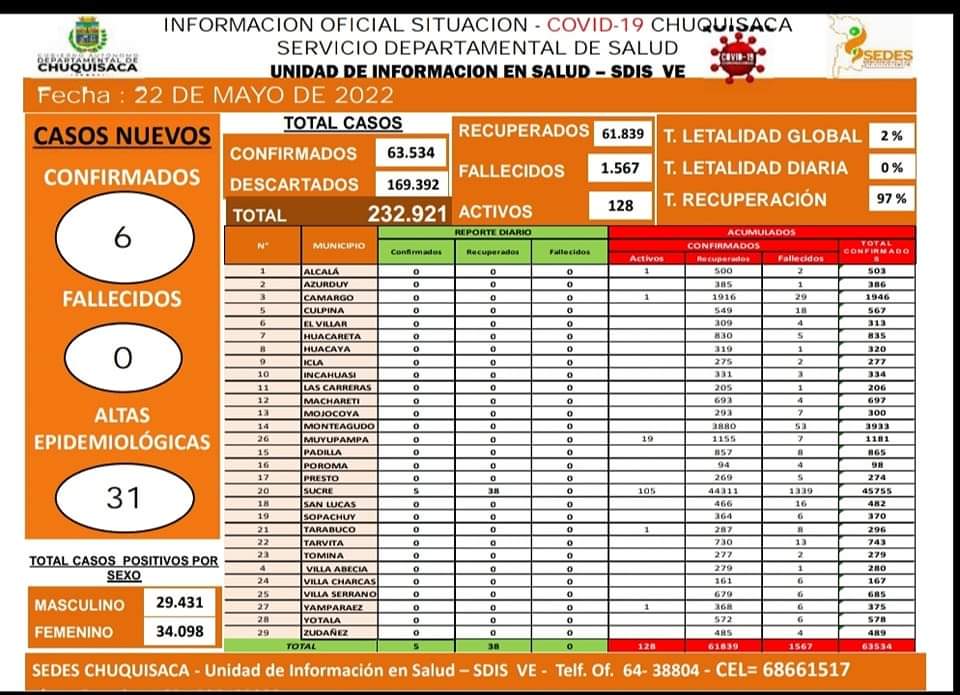 INFORMACION OFICIAL SITUACION - COVID-19 CHUQUISACA
SERVICIO DEPARTAMENTAL DE SALUD
UNIDAD DE INFORMACION EN SALUD – SDIS VE
GOBIERNO AUTÓNOMO
DEPARTAMENTAL DE
CHUQUISACA
COVID-19
SEDES
Fecha : 22 DE MAYO DE 2022
CASOS NUEVOS
CONFIRMADOS
6
FALLECIDOS
0
ALTAS
EPIDEMIOLÓGICAS
31
TOTAL CASOS POSITIVOS POR
SEXO
MASCULINO 29.431
FEMENINO 34.098
TOTAL CASOS
CONFIRMADOS 63.534
DESCARTADOS 169.392
TOTAL 232.921
RECUPERADOS 61.839
FALLECIDOS 1.567
ACTIVOS 128
T. LETALIDAD GLOBAL 2 %
T. LETALIDAD DIARIA 0 %
T. RECUPERACIÓN 97 %
N° MUNICIPIO REPORTE DIARIO ACUMULADOS
CONFIRMADOS TOTAL CONFIRMADOS
Confirmados Recuperados Fallecidos Activos Recuperados Fallecidos
1 ALCALÁ 0 0 0 1 500 2 503
2 AZURDUY 0 0 0 385 1 386
3 CAMARGO 0 0 0 1 1916 29 1946
5 CULPINA 0 0 0 549 18 567
6 EL VILLAR 0 0 0 309 4 313
7 HUACARETA 0 0 0 830 5 835
8 HUACAYA 0 0 0 319 1 320
9 ICLA 0 0 0 275 2 277
10 INCAHUASI 0 0 0 331 3 334
11 LAS CARRERAS 0 0 0 205 1 206
12 MACHARETI 0 0 0 693 4 697
13 MOJOCOYA 0 0 0 293 7 300
14 MONTEAGUDO 0 0 0 3880 53 3933
26 MUYUPAMPA 0 0 0 19 1155 7 1181
15 PADILLA 0 0 0 857 8 865
16 POROMA 0 0 0 94 4 98
17 PRESTO 0 0 0 269 5 274
20 SUCRE 5 38 0 105 44311 1339 45755
18 SAN LUCAS 0 0 0 466 16 482
19 SOPACHUY 0 0 0 364 6 370
21 TARABUCO 0 0 0 1 287 8 296
22 TARVITA 0 0 0 730 13 743
23 TOMINA 0 0 0 277 2 279
4 VILLA ABECIA 0 0 0 279 1 280
24 VILLA CHARCAS 0 0 0 161 6 167
25 VILLA SERRANO 0 0 0 679 6 685
27 YAMPARAEZ 0 0 0 1 368 6 375
28 YOTALA 0 0 0 572 6 578
29 ZUDAÑEZ 0 0 0 485 4 489
TOTAL 5 38 0 128 61839 1567 63534
SEDES CHUQUISACA - Unidad de Información en Salud – SDIS VE - Telf. Of. 64- 38804 - CEL= 68661517